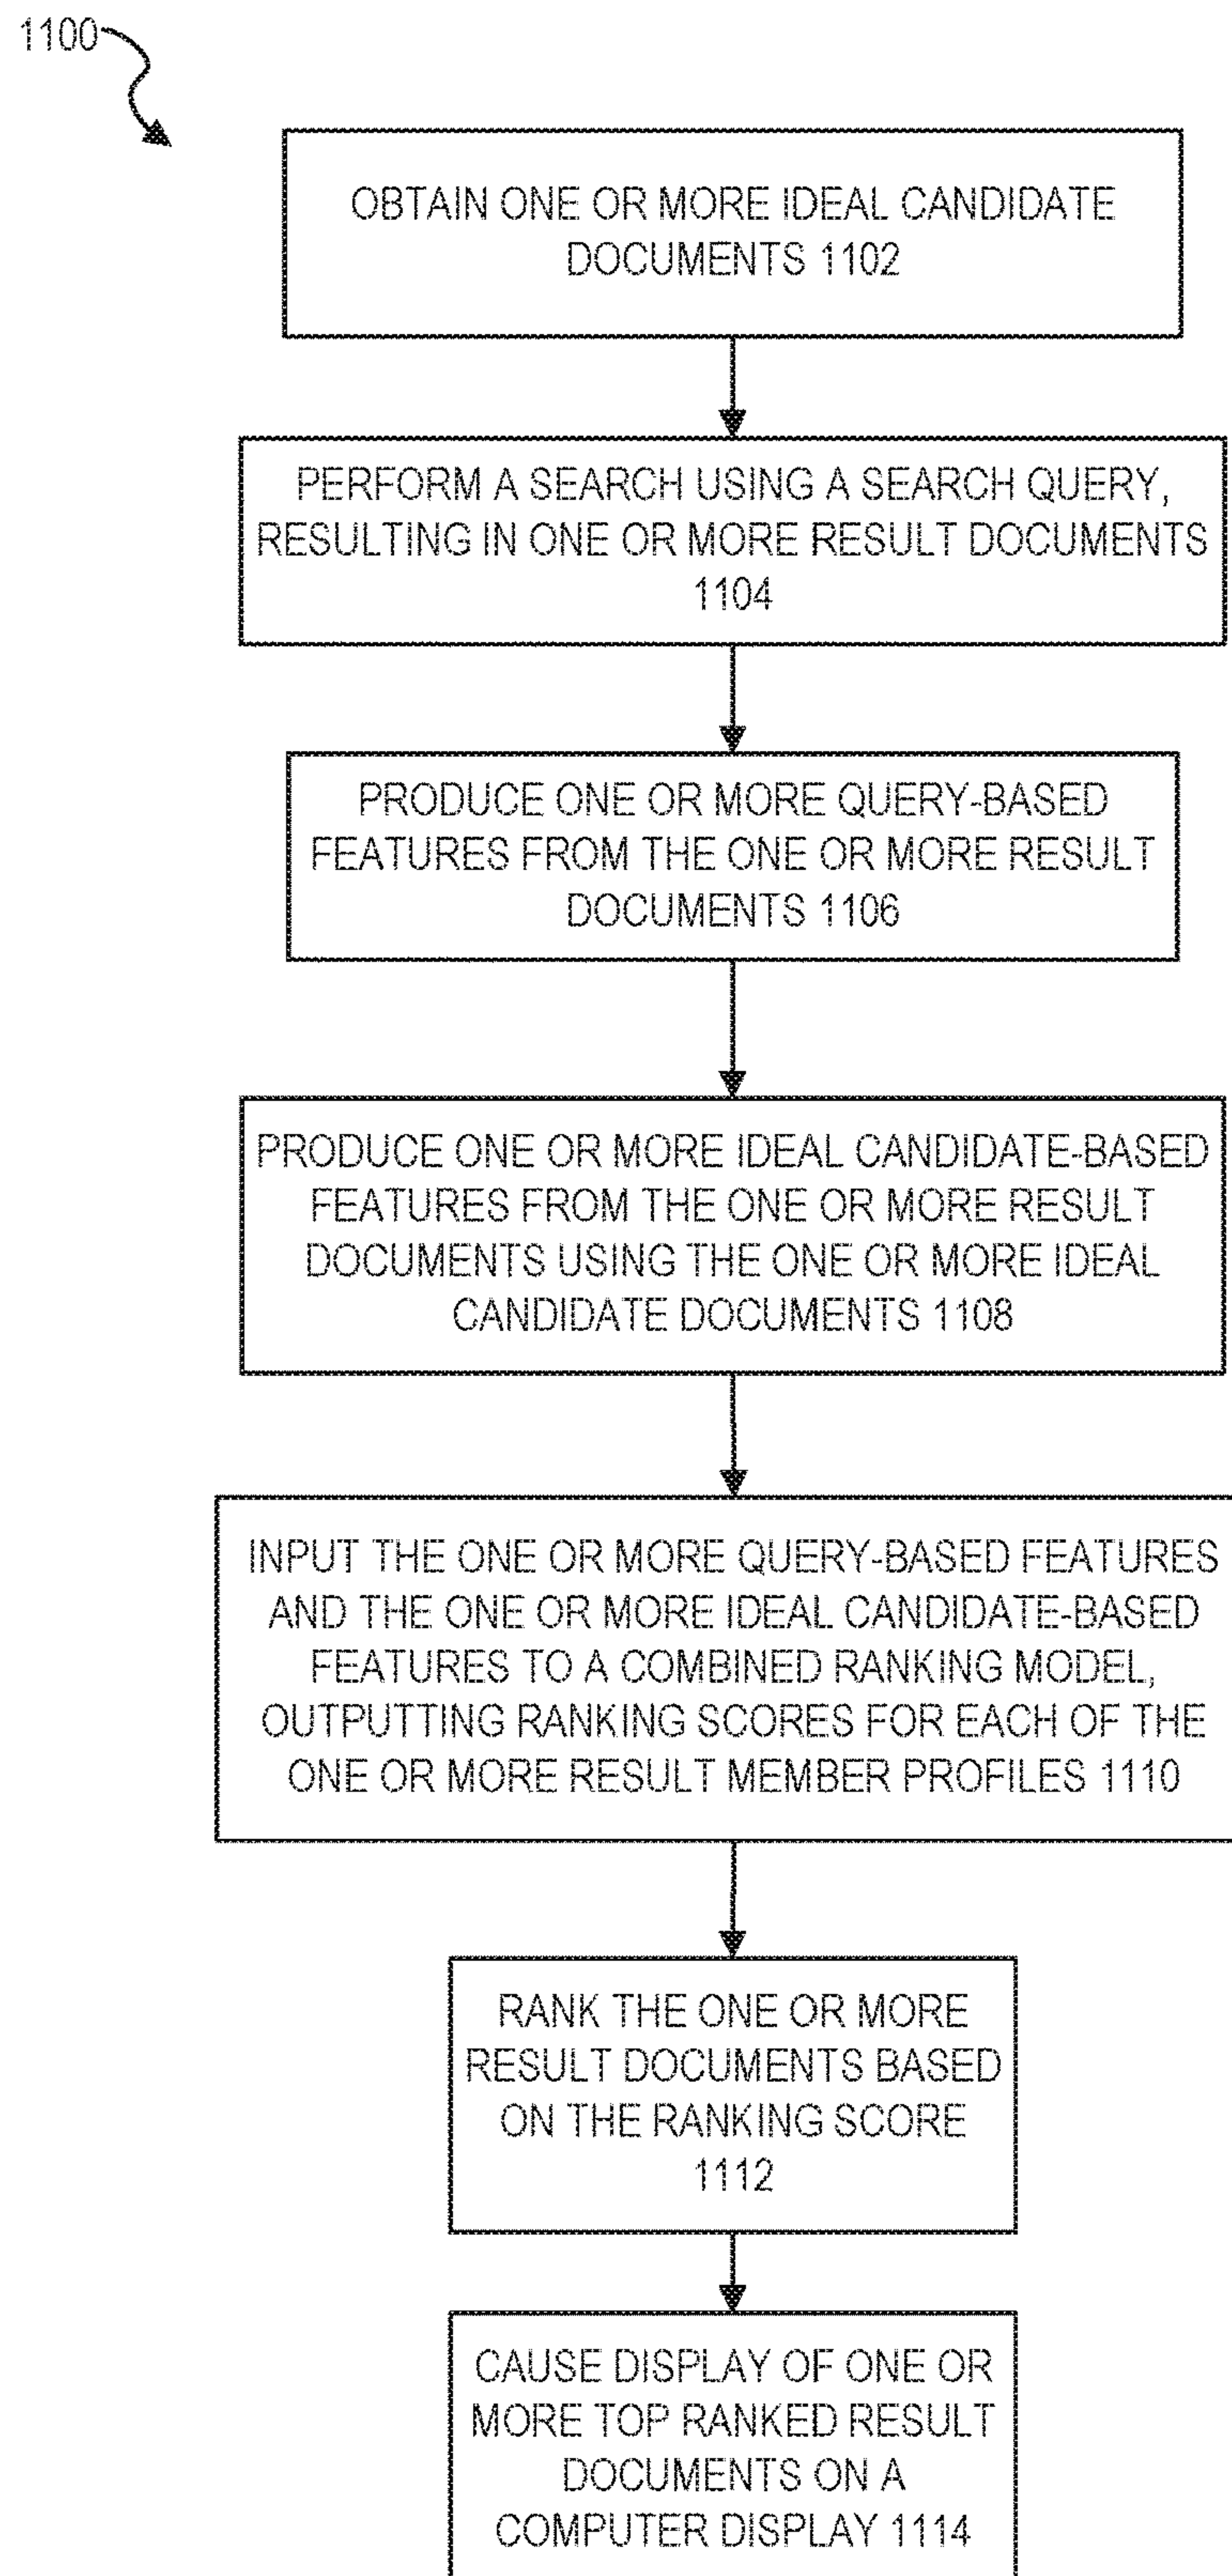 1100
OBTAIN ONE OR MORE IDEAL CANDIDATE
DOCUMENTS 1102
PERFORM A SEARCH USING A SEARCH QUERY,
RESULTING IN ONE OR MORE RESULT DOCUMENTS
1104
PRODUCE ONE OR MORE QUERY-BASED
FEATURES FROM THE ONE OR MORE RESULT
DOCUMENTS 1106
PRODUCE ONE OR MORE IDEAL CANDIDATE-BASED
FEATURES FROM THE ONE OR MORE RESULT
DOCUMENTS USING THE ONE OR MORE IDEAL
CANDIDATE DOCUMENTS 1108
INPUT THE ONE OR MORE QUERY-BASED FEATURES
AND THE ONE OR MORE IDEAL CANDIDATE-BASED
FEATURES TO A COMBINED RANKING MODEL,
OUTPUTTING RANKING SCORES FOR EACH OF THE
ONE OR MORE RESULT MEMBER PROFILES 1110
RANK THE ONE OR MORE
RESULT DOCUMENTS BASED
ON THE RANKING SCORE
1112
CAUSE DISPLAY OF ONE OR
MORE TOP RANKED RESULT
DOCUMENTS ON A
COMPUTER DISPLAY 1114